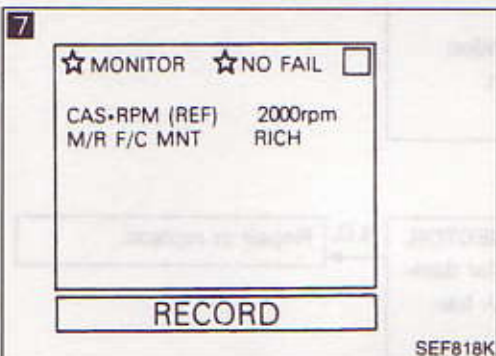 7
☆ MONITOR ☆ NO FAIL □
CAS•RPM (REF) 2000rpm
M/R F/C MNT RICH
RECORD
SEF818K